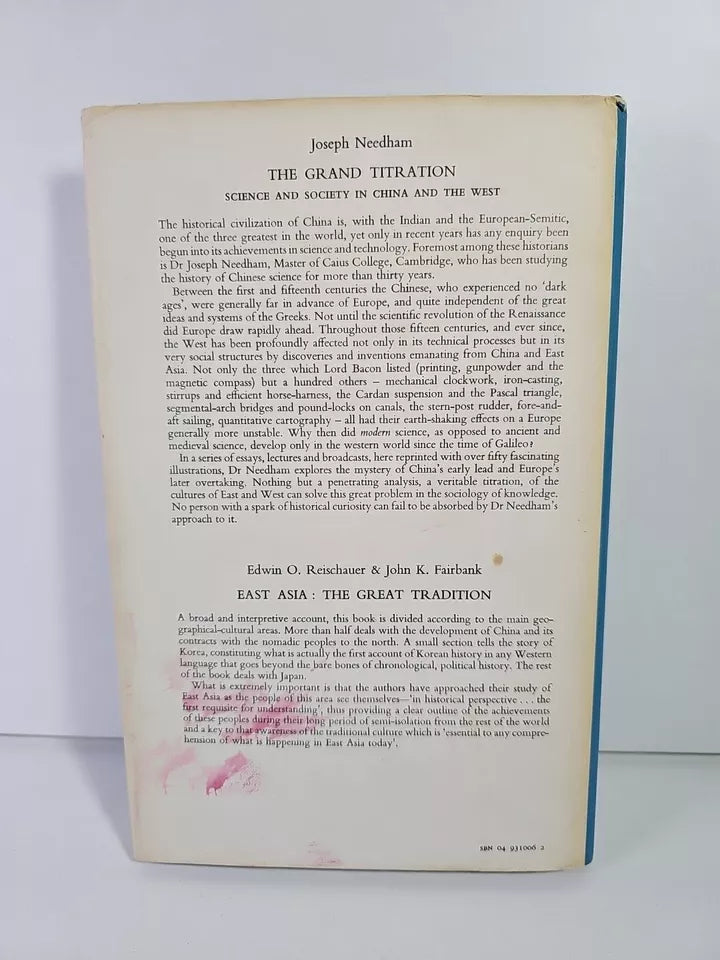 Joseph Needham
THE GRAND TITRATION
SCIENCE AND SOCIETY IN CHINA AND THE WEST
The historical civilization of China is, with the Indian and the European-Semitic,
one of the three greatest in the world, yet only in recent years has any enquiry been
begun into its achievements in science and technology. Foremost among these historians
is Dr Joseph Needham, Master of Caius College, Cambridge, who has been studying
the history of Chinese science for more than thirty years.
Between the first and fifteenth centuries the Chinese, who experienced no 'dark
ages', were generally far in advance of Europe, and quite independent of the great
ideas and systems of the Greeks. Not until the scientific revolution of the Renaissance
did Europe draw rapidly ahead. Throughout those fifteen centuries, and ever since,
the West has been profoundly affected not only in its technical processes but in its
very social structures by discoveries and inventions emanating from China and East
Asia. Not only the three which Lord Bacon listed (printing, gunpowder and the
magnetic compass) but a hundred others – mechanical clockwork, iron-casting,
stirrups and efficient horse-harness, the Cardan suspension and the Pascal triangle,
segmental-arch bridges and pound-locks on canals, the stern-post rudder, fore-and-
aft sailing, quantitative cartography – all had their earth-shaking effects on a Europe
generally more unstable. Why then did modern science, as opposed to ancient and
medieval science, develop only in the western world since the time of Galileo?
In a series of essays, lectures and broadcasts, here reprinted with over fifty fascinating
illustrations, Dr Needham explores the mystery of China's early lead and Europe's
later overtaking. Nothing but a penetrating analysis, a veritable titration, of the
cultures of East and West can solve this great problem in the sociology of knowledge.
No person with a spark of historical curiosity can fail to be absorbed by Dr Needham's
approach to it.
Edwin O. Reischauer & John K. Fairbank
EAST ASIA : THE GREAT TRADITION
A broad and interpretive account, this book is divided according to the main geo-
graphical-cultural areas. More than half deals with the development of China and its
contracts with the nomadic peoples to the north. A small section tells the story of
Korea, constituting what is actually the first account of Korean history in any Western
language that goes beyond the bare bones of chronological, political history. The rest
of the book deals with Japan.
What is extremely important is that the authors have approached their study of
East Asia as the people of this area see themselves—'in historical perspective . . . the
first requisite for understanding', thus providing a clear outline of the achievements
of these peoples during their long period of semi-isolation from the rest of the world
and a key to that awareness of the traditional culture which is 'essential to any compre-
hension of what is happening in East Asia today'.
SBN 04 931006 2